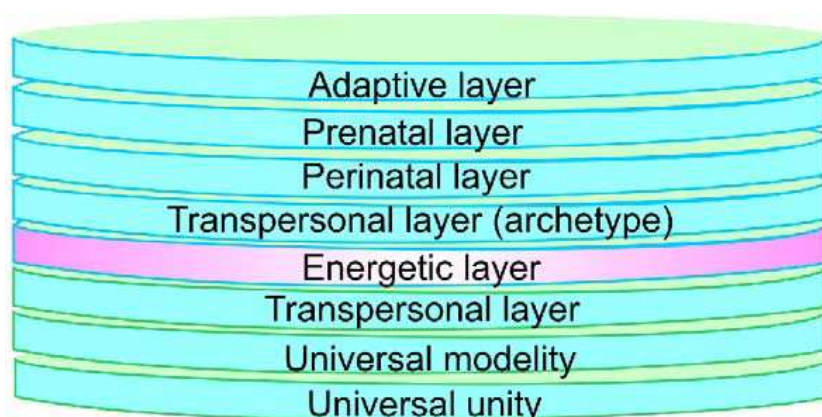 Adaptive layer
Prenatal layer
Perinatal layer
Transpersonal layer (archetype)
Energetic layer
Transpersonal layer
Universal modelity
Universal unity